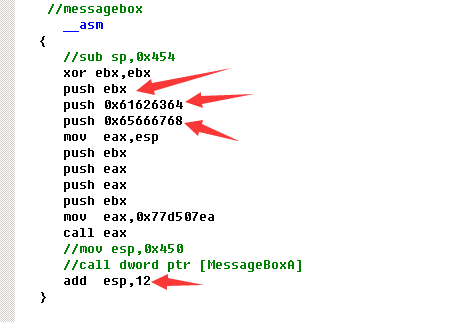 //messagebox
__asm
{
//sub sp,0x454
xor ebx,ebx
push ebx
push 0x61626364
push 0x65666768
mov eax,esp
push ebx
push eax
push eax
push ebx
mov eax,0x77d507ea
call eax
//mov esp,0x450
//call dword ptr [MessageBoxA]
add esp,12
}